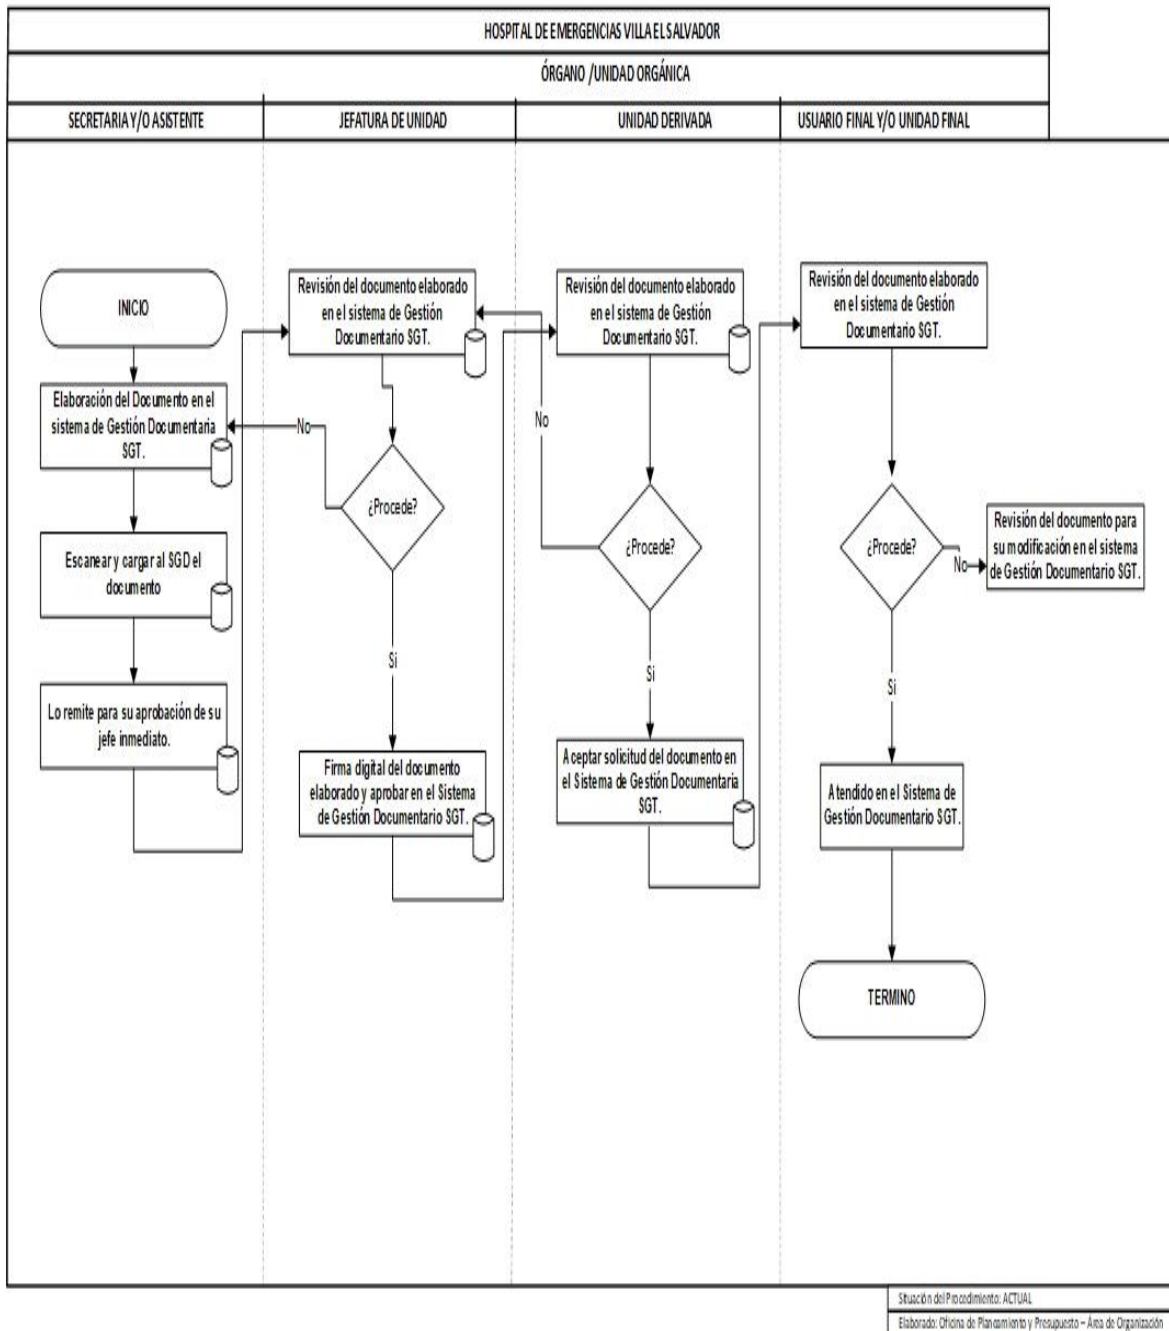 HOSPITAL DE EMERGENCIAS VILLA EL SALVADOR
ÓRGANO /UNIDAD ORGÁNICA
SECRETARIA Y/O ASISTENTE
JEFATURA DE UNIDAD
UNIDAD DERIVADA
USUARIO FINAL Y/O UNIDAD FINAL
INICIO
Elaboración del Documento en el
sistema de Gestión Documentaria
SGT.
Escanear y cargar al SGD el
documento
Lo remite para su aprobación de su
jefe inmediato.
Revisión del documento elaborado
en el sistema de Gestión
Documentario SGT.
No
¿Procede?
Si
Firma digital del documento
elaborado y aprobar en el Sistema
de Gestión Documentario SGT.
Revisión del documento elaborado
en el sistema de Gestión
Documentario SGT.
No
¿Procede?
Si
Aceptar solicitud del documento en
el Sistema de Gestión Documentaria
SGT.
Revisión del documento elaborado
en el sistema de Gestión
Documentario SGT.
¿Procede?
No
Revisión del documento para
su modificación en el sistema
de Gestión Documentario SGT.
Si
Atendido en el Sistema de
Gestión Documentario SGT.
TERMINO
Situación del Procedimiento: ACTUAL
Elaborado: Oficina de Planeamiento y Presupuesto – Área de Organización